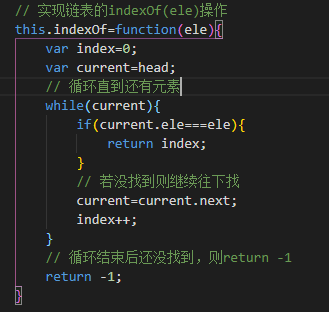 // 实现链表的indexOf(ele)操作
this.indexOf=function(ele){
    var index=0;
    var current=head;
    // 循环直到还有元素
    while(current){
        if(current.ele===ele){
            return index;
        }
        // 若没找到则继续往下找
        current=current.next;
        index++;
    }
    // 循环结束后还没找到，则return -1
    return -1;
}